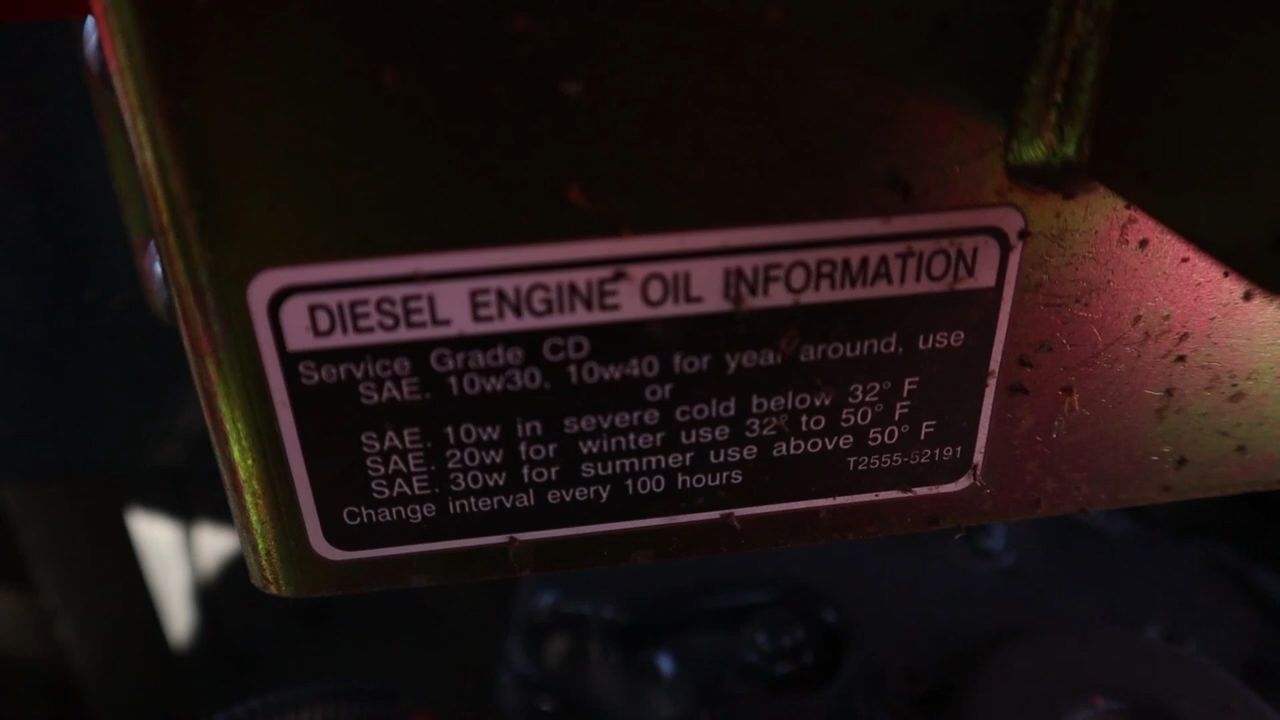 DIESEL ENGINE OIL INFORMATION
Service Grade CD
SAE. 10w30, 10w40 for year around, use
or
SAE. 10w in severe cold below 32° F
SAE. 20w for winter use 32° to 50° F
SAE. 30w for summer use above 50° F
Change interval every 100 hours
T2555-52191